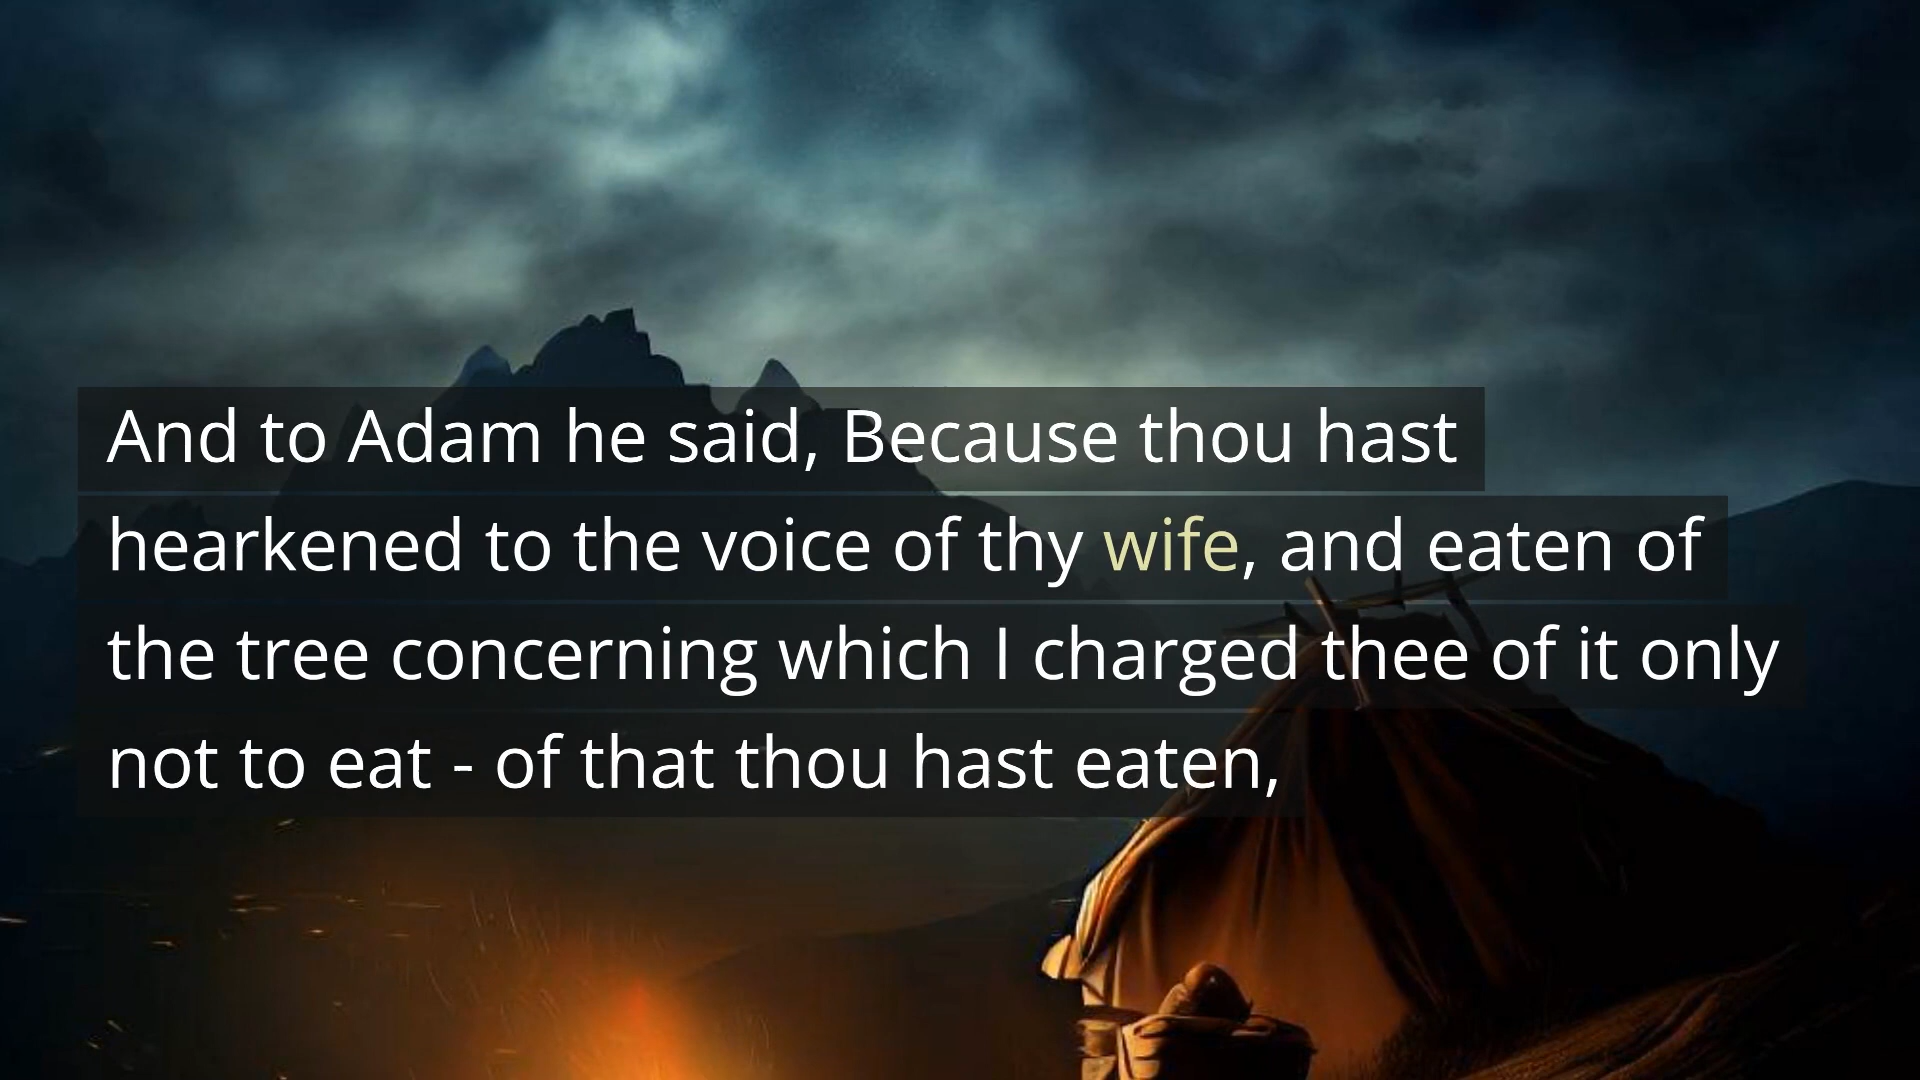 And to Adam he said, Because thou hast
hearkened to the voice of thy wife, and eaten of
the tree concerning which I charged thee of it only
not to eat - of that thou hast eaten,